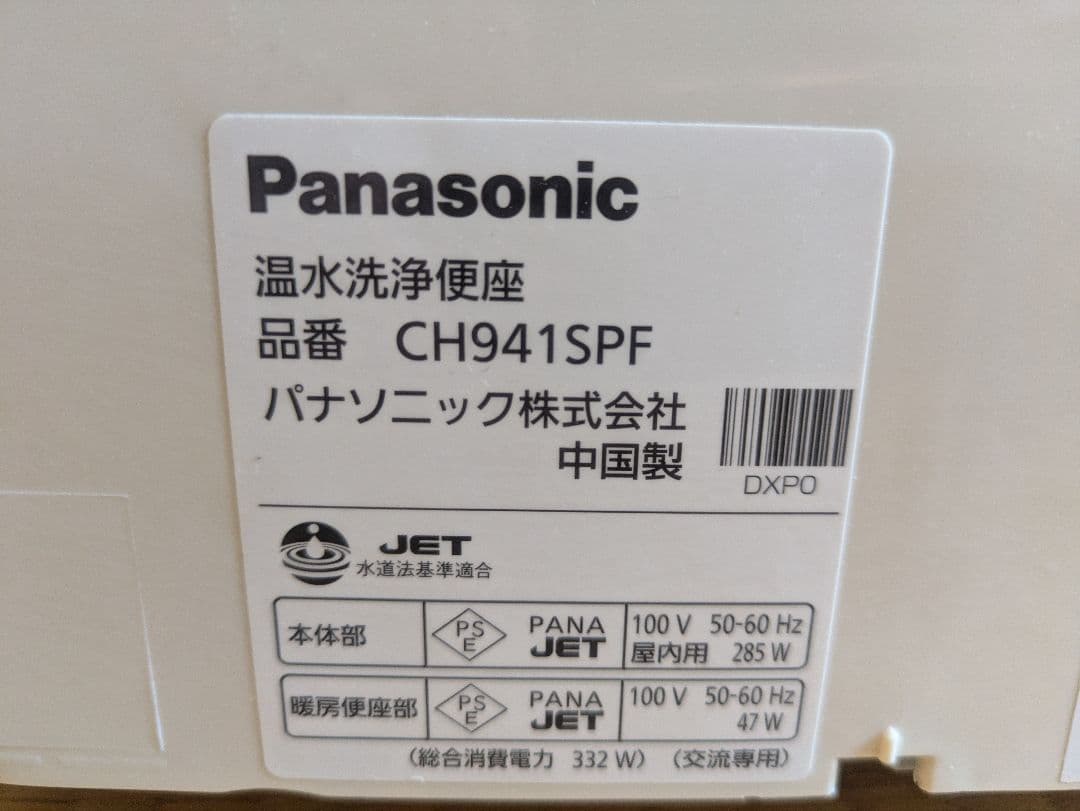 Panasonic
温水洗浄便座
品番 CH941SPF
パナソニック株式会社
中国製
DXP0
JET
水道法基準適合
本体部 PSE PANA JET 100 V 50-60 Hz
屋内用 285 W
暖房便座部 PSE PANA JET 100 V 50-60 Hz
47 W
(総合消費電力 332 W) (交流専用)